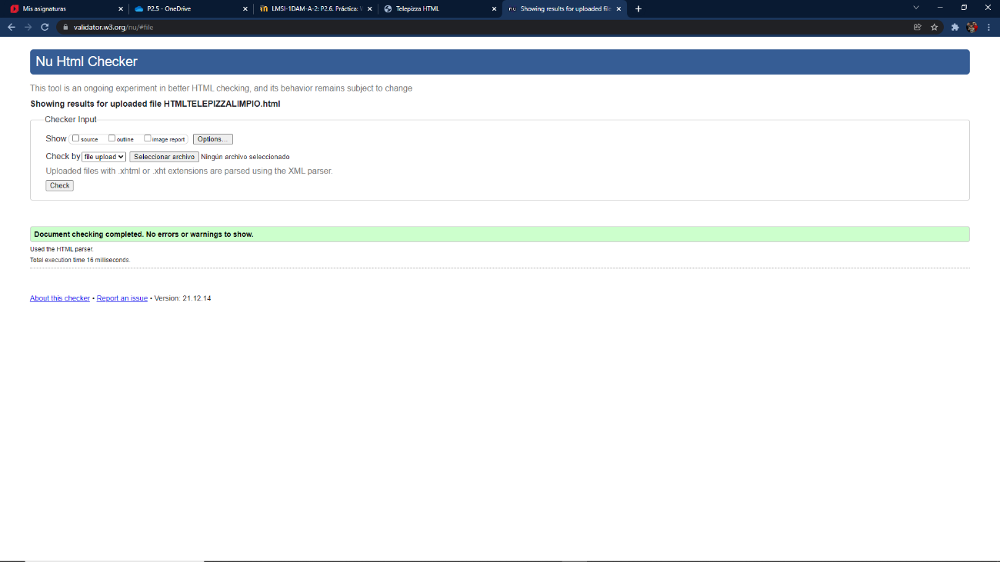 Mis asignaturas P2.5 - OneDrive LMSI-1DAM-A-2: P2.6. Práctica: Telepizza HTML nu Showing results for uploaded file
validator.w3.org/nu/#file
Nu Html Checker
This tool is an ongoing experiment in better HTML checking, and its behavior remains subject to change
Showing results for uploaded file HTMLTELEPIZZALIMPIO.html
Checker Input
Show source outline image report Options...
Check by file upload Seleccionar archivo Ningún archivo seleccionado
Uploaded files with .xhtml or .xht extensions are parsed using the XML parser.
Check
Document checking completed. No errors or warnings to show.
Used the HTML parser.
Total execution time 16 milliseconds.
About this checker • Report an issue • Version: 21.12.14